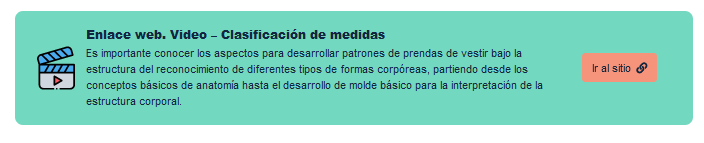 Enlace web. Video – Clasificación de medidas
Es importante conocer los aspectos para desarrollar patrones de prendas de vestir bajo la
estructura del reconocimiento de diferentes tipos de formas corpóreas, partiendo desde los
conceptos básicos de anatomía hasta el desarrollo de molde básico para la interpretación de la
estructura corporal.
Ir al sitio